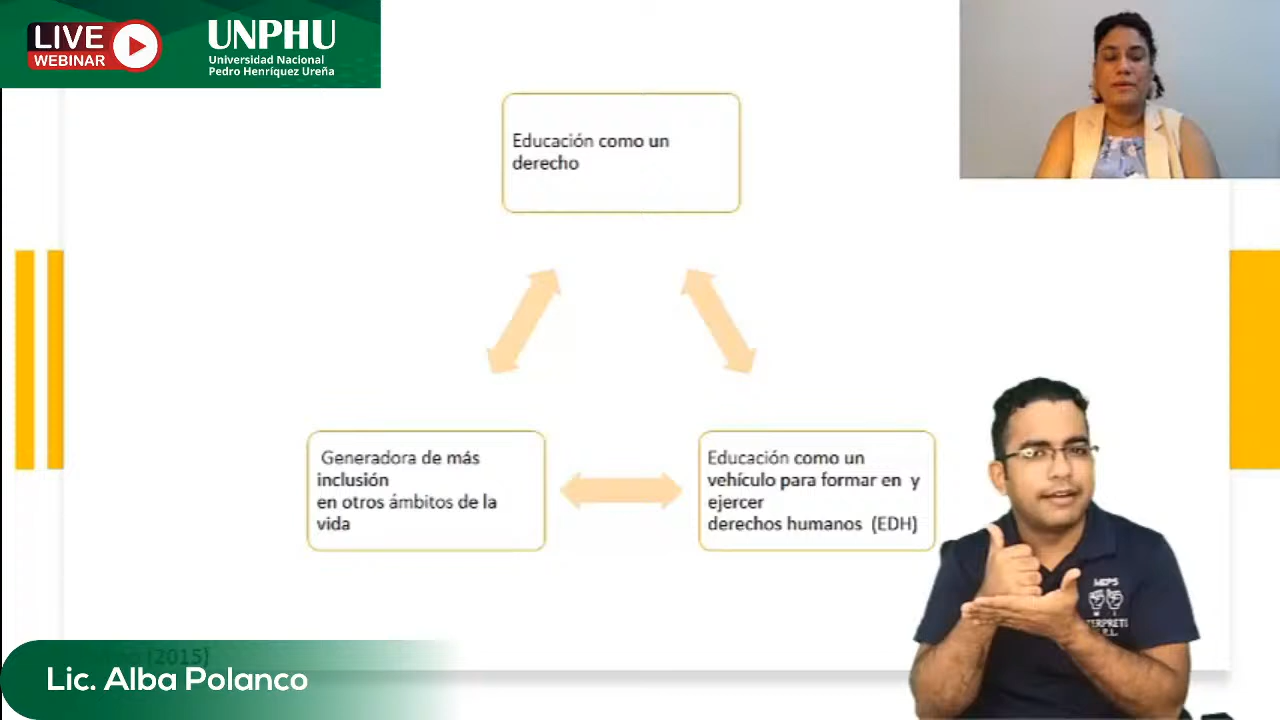 LIVE
WEBINAR
UNPHU
Universidad Nacional
Pedro Henríquez Ureña
Educación como un
derecho
Generadora de más
inclusión
en otros ámbitos de la
vida
Educación como un
vehículo para formar en y
ejercer
derechos humanos (EDH)
(2015)
Lic. Alba Polanco